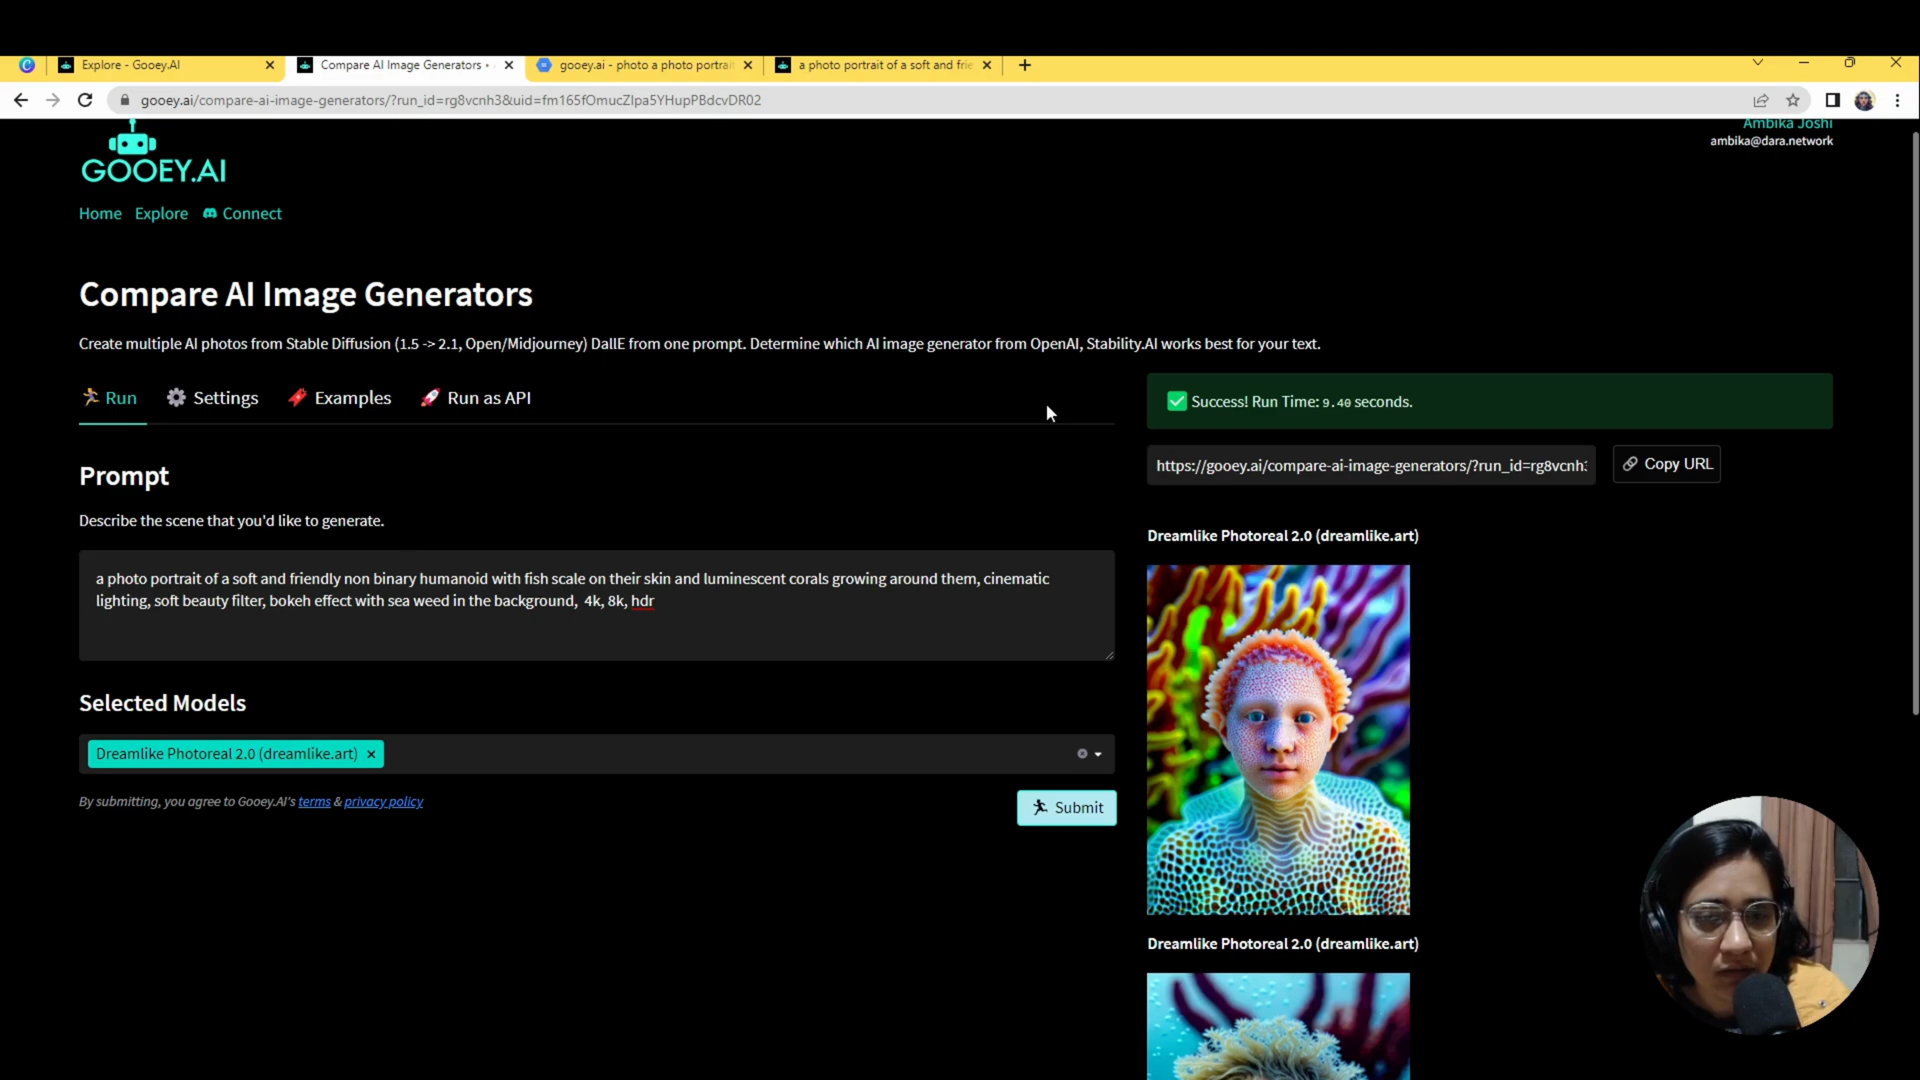 Explore - Gooey.AI
Compare AI Image Generators •
gooey.ai - photo a photo portrait
a photo portrait of a soft and frie
gooey.ai/compare-ai-image-generators/?run_id=rg8vcnh3&uid=fm165fOmucZIpa5YHupPBdcvDR02
Ambika Joshi
ambika@dara.network
GOOEY.AI
Home Explore Connect
Compare AI Image Generators
Create multiple AI photos from Stable Diffusion (1.5 -> 2.1, Open/Midjourney) DallE from one prompt. Determine which AI image generator from OpenAI, Stability.AI works best for your text.
Run Settings Examples Run as API
Success! Run Time: 9.40 seconds.
https://gooey.ai/compare-ai-image-generators/?run_id=rg8vcnh
Copy URL
Prompt
Describe the scene that you'd like to generate.
a photo portrait of a soft and friendly non binary humanoid with fish scale on their skin and luminescent corals growing around them, cinematic
lighting, soft beauty filter, bokeh effect with sea weed in the background, 4k, 8k, hdr
Selected Models
Dreamlike Photoreal 2.0 (dreamlike.art)
By submitting, you agree to Gooey.AI's terms & privacy policy
Submit
Dreamlike Photoreal 2.0 (dreamlike.art)
Dreamlike Photoreal 2.0 (dreamlike.art)